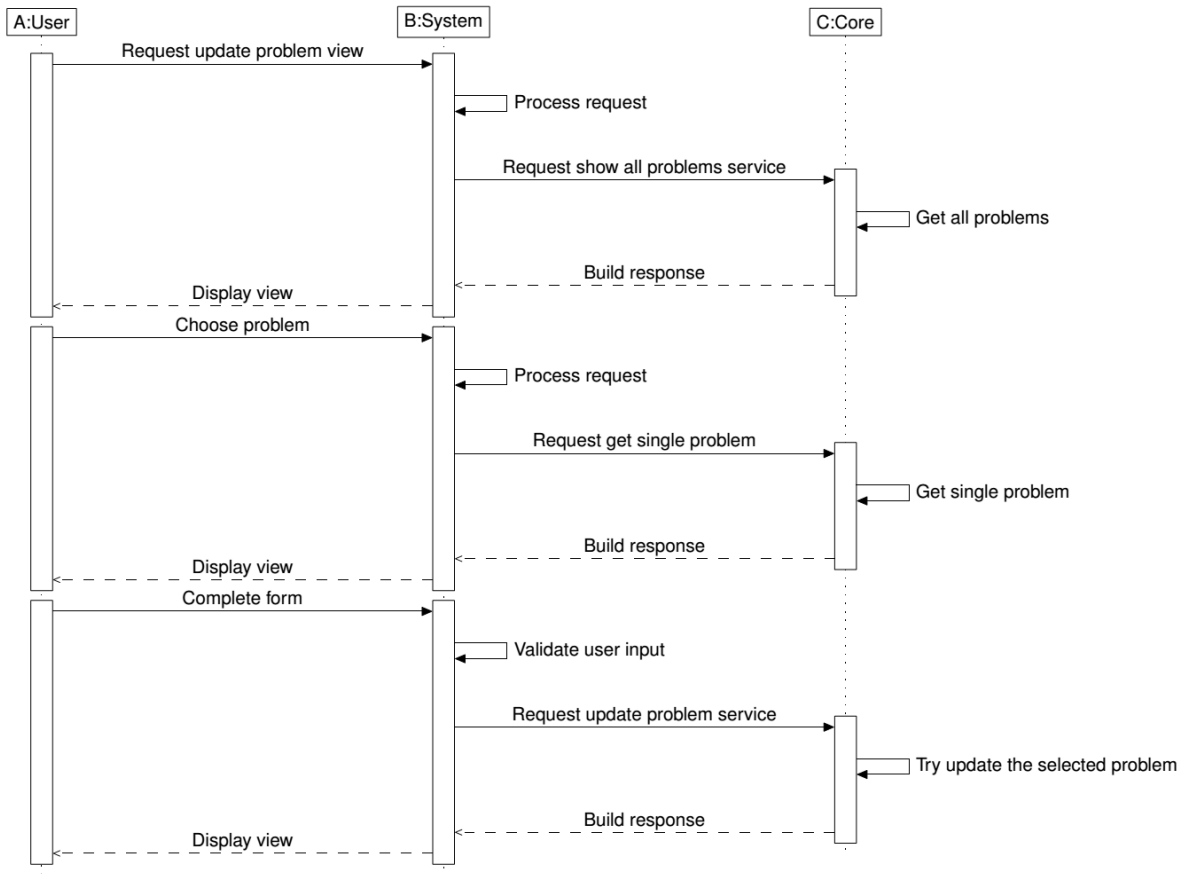 A:User
B:System
C:Core
Request update problem view
Process request
Request show all problems service
Get all problems
Build response
Display view
Choose problem
Process request
Request get single problem
Get single problem
Build response
Display view
Complete form
Validate user input
Request update problem service
Try update the selected problem
Build response
Display view